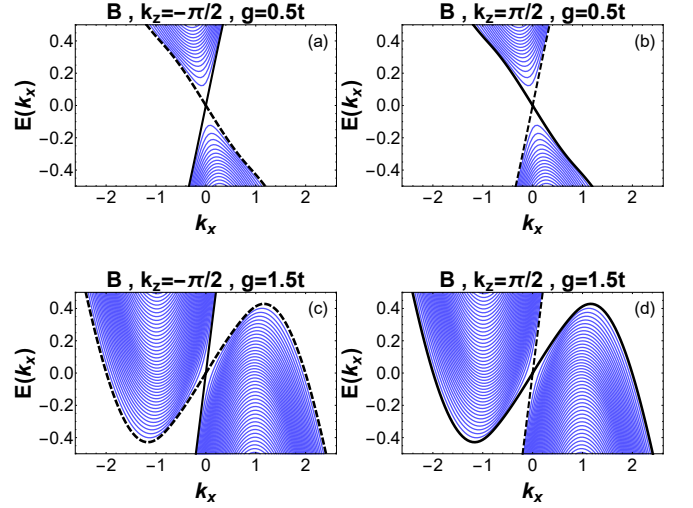 B , k_z=−π/2 , g=0.5t
(a)
E(k_x)
0.4
0.2
0.0
−0.2
−0.4
−2 −1 0 1 2
k_x
B , k_z=π/2 , g=0.5t
(b)
E(k_x)
0.4
0.2
0.0
−0.2
−0.4
−2 −1 0 1 2
k_x
B , k_z=−π/2 , g=1.5t
(c)
E(k_x)
0.4
0.2
0.0
−0.2
−0.4
−2 −1 0 1 2
k_x
B , k_z=π/2 , g=1.5t
(d)
E(k_x)
0.4
0.2
0.0
−0.2
−0.4
−2 −1 0 1 2
k_x